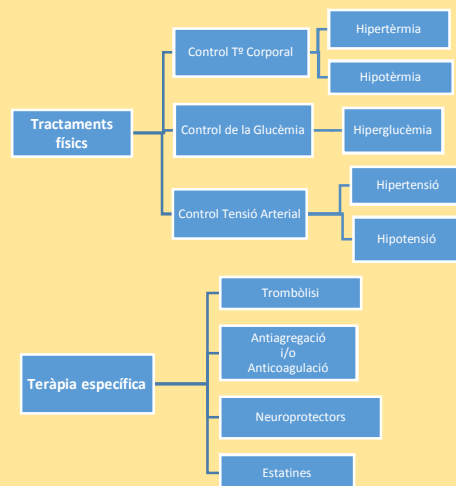 Tractaments
físics
Control Tº Corporal
Hipertèrmia
Hipotèrmia
Control de la Glucèmia
Hiperglucèmia
Control Tensió Arterial
Hipertensió
Hipotensió
Teràpia específica
Trombòlisi
Antiagregació
i/o
Anticoagulació
Neuroprotectors
Estatines